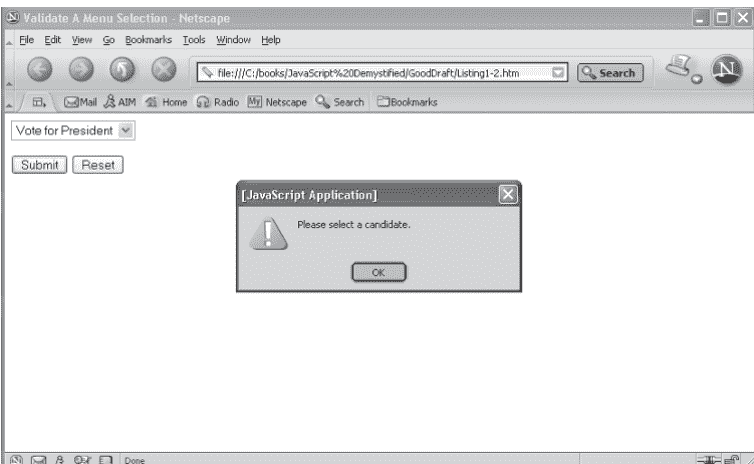 Validate A Menu Selection - Netscape
File Edit View Go Bookmarks Tools Window Help
file:///C:/books/JavaScript%20Demystified/GoodDraft/Listing1-2.htm Search N
Mail AIM Home Radio My Netscape Search Bookmarks
Vote for President
Submit Reset
[JavaScript Application]
Please select a candidate.
OK
Done